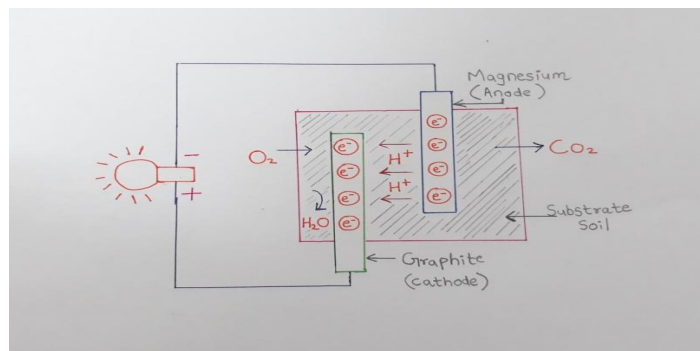 Magnesium
(Anode)
e-
e-
e-
e-
O₂
e-
e-
e-
e-
H⁺
H⁺
CO₂
-
+
H₂O
Substrate
Soil
Graphite
(Cathode)